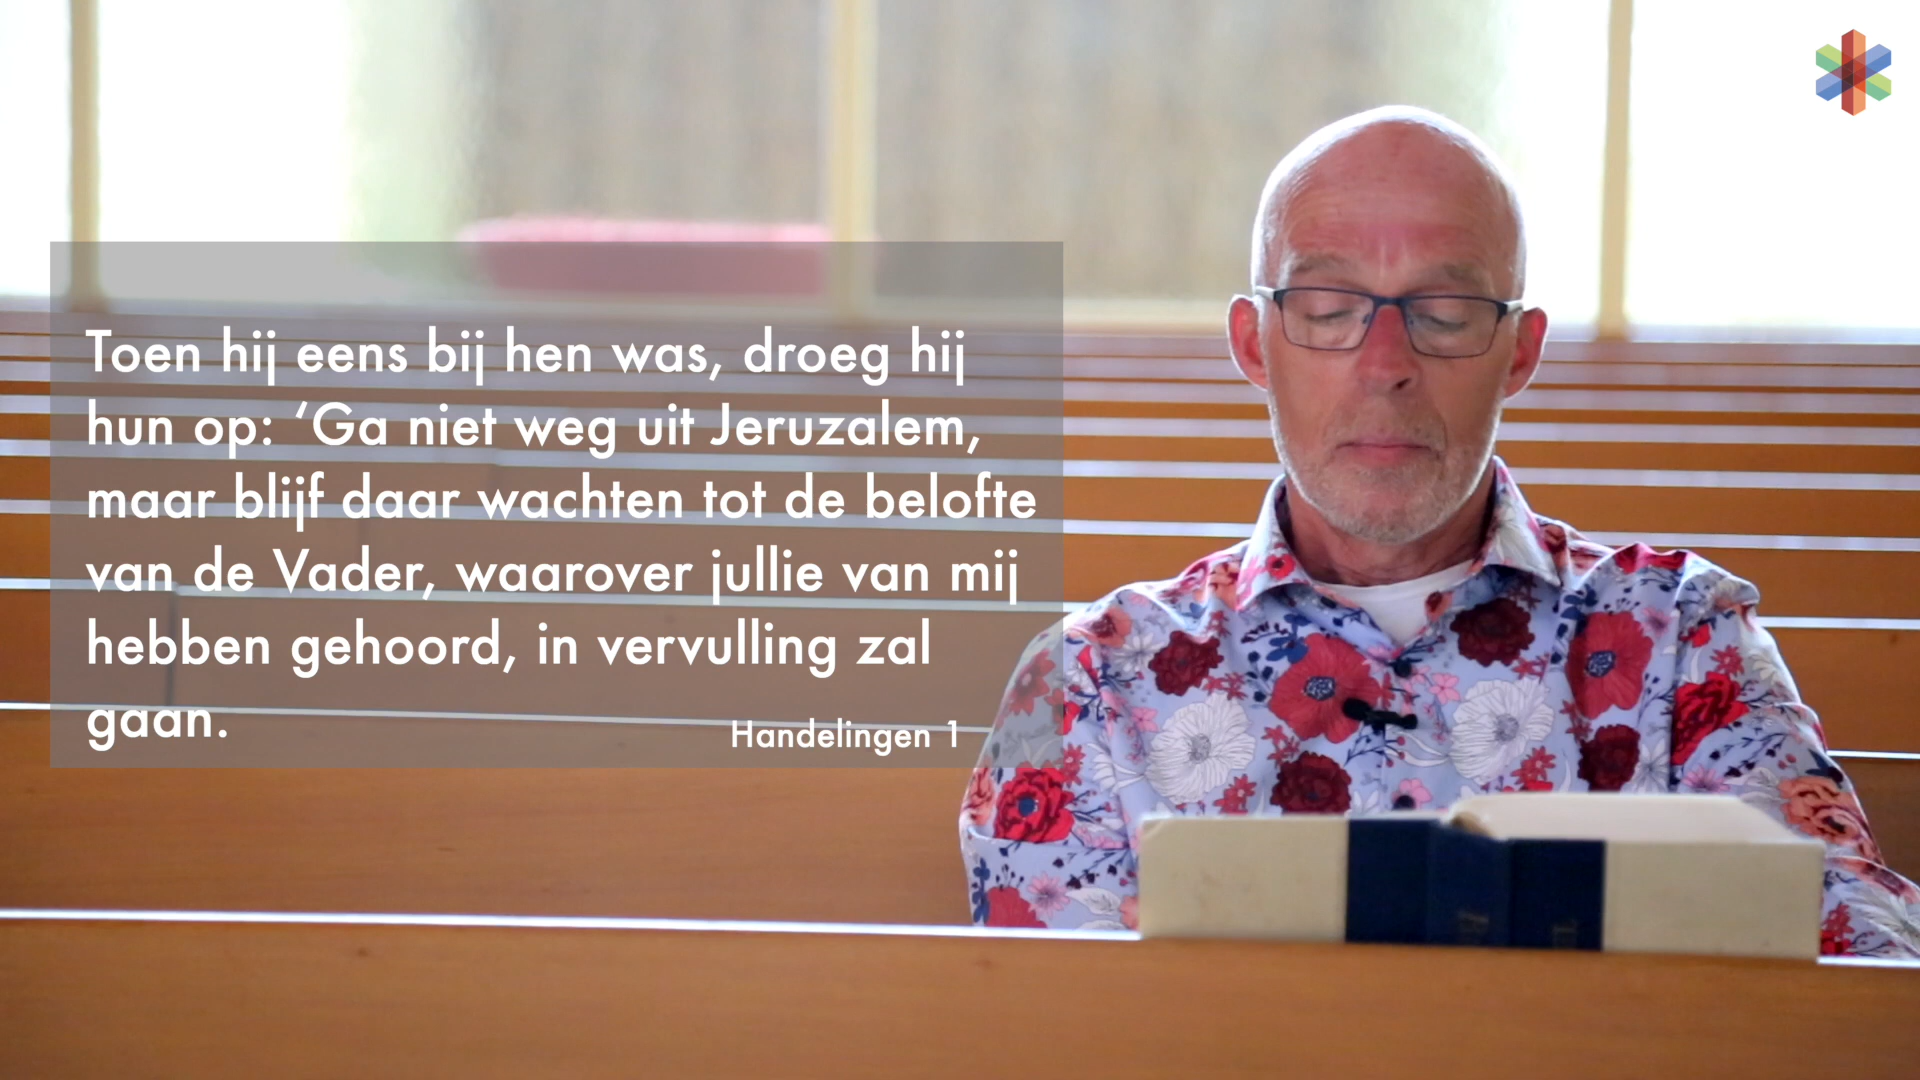 Toen hij eens bij hen was, droeg hij
hun op: ‘Ga niet weg uit Jeruzalem,
maar blijf daar wachten tot de belofte
van de Vader, waarover jullie van mij
hebben gehoord, in vervulling zal
gaan.
Handelingen 1